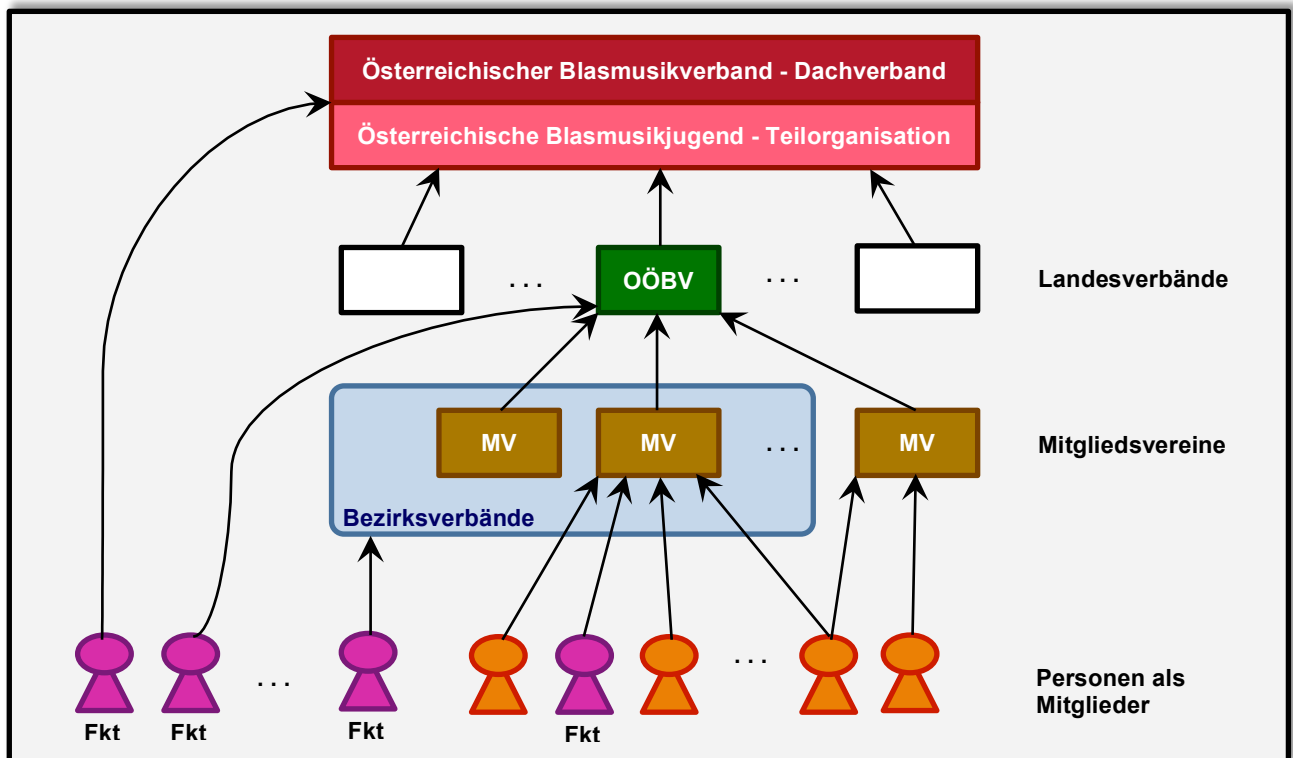 Österreichischer Blasmusikverband - Dachverband
Österreichische Blasmusikjugend - Teilorganisation
. . . OÖBV . . . Landesverbände
MV MV . . . MV Mitgliedsvereine
Bezirksverbände
. . . . . . Personen als
Mitglieder
Fkt Fkt Fkt Fkt